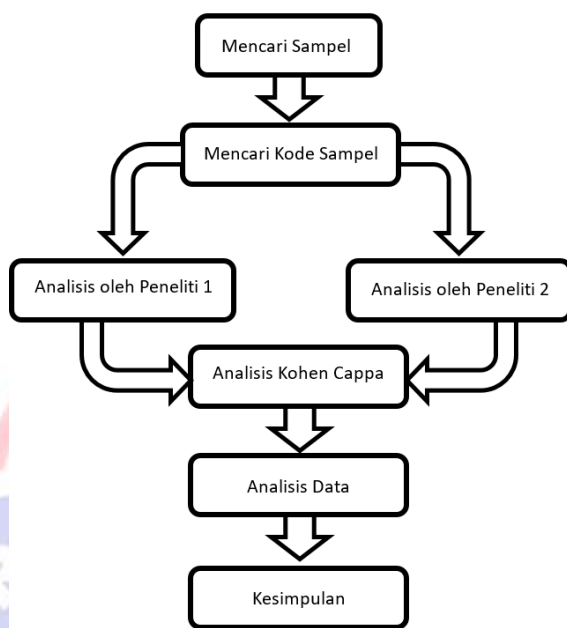 Mencari Sampel
Mencari Kode Sampel
Analisis oleh Peneliti 1
Analisis oleh Peneliti 2
Analisis Kohen Cappa
Analisis Data
Kesimpulan